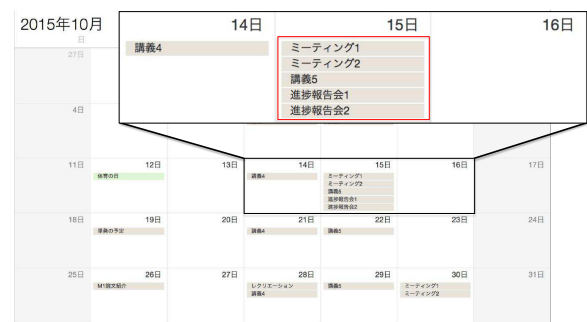 2015年10月
日
14日
15日
16日
講義4
ミーティング1
ミーティング2
講義5
進捗報告会1
進捗報告会2
27日
4日
11日
12日
13日
14日
15日
16日
17日
体育の日
講義4
ミーティング1
ミーティング2
講義5
進捗報告会1
進捗報告会2
18日
19日
20日
21日
22日
23日
24日
単発の予定
講義4
講義5
25日
26日
27日
28日
29日
30日
31日
M1論文紹介
レクリエーション
講義4
講義5
ミーティング1
ミーティング2